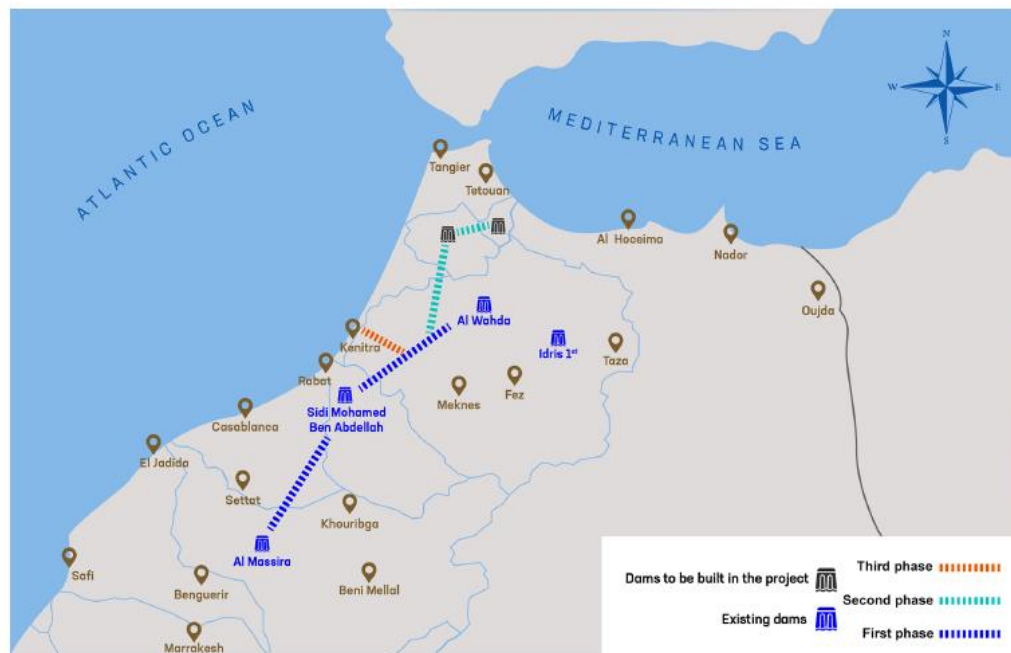 N
W
E
S
ATLANTIC OCEAN
MEDITERRANEAN SEA
Tangier
Tetouan
Al Hoceima
Nador
Oujda
Al Wahda
Idris 1st
Taza
Kenitra
Rabat
Meknes
Fez
Sidi Mohamed
Ben Abdellah
Casablanca
El Jadida
Settat
Khouribga
Al Massira
Safi
Benguerir
Beni Mellal
Marrakesh
Dams to be built in the project
Existing dams
Third phase
Second phase
First phase